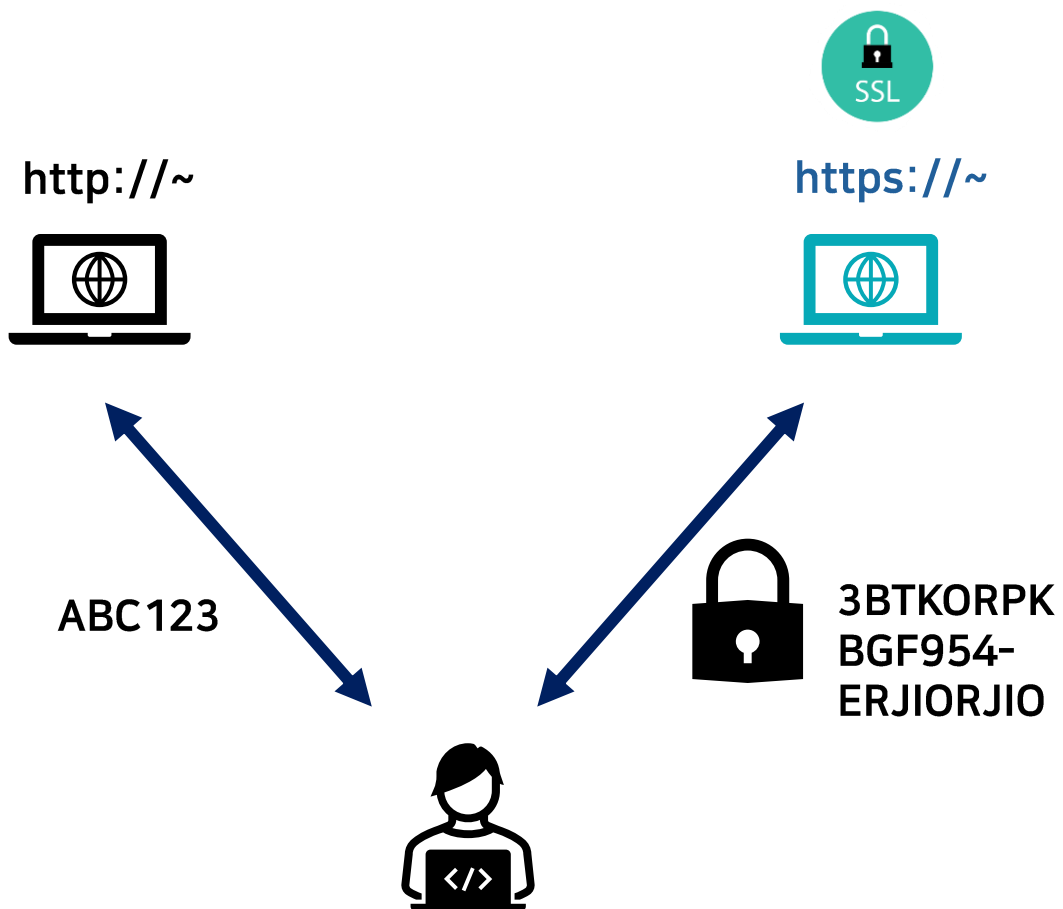 SSL
http://~
https://~
ABC123
3BTKORPK
BGF954-
ERJIORJIO
</>